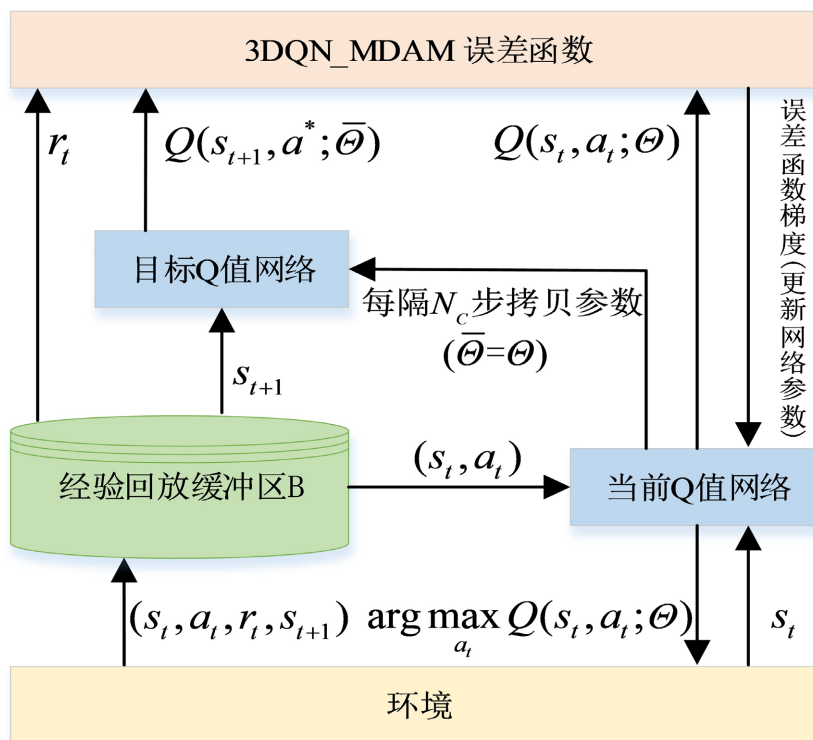 3DQN_MDAM 误差函数
r_t
Q(s_{t+1}, a^*; \bar{Θ})
Q(s_t, a_t; Θ)
误差函数梯度(更新网络参数)
目标Q值网络
每隔N_C步拷贝参数
(\bar{Θ}=Θ)
s_{t+1}
经验回放缓冲区B
(s_t, a_t)
当前Q值网络
(s_t, a_t, r_t, s_{t+1})
arg max_{a_t} Q(s_t, a_t; Θ)
s_t
环境